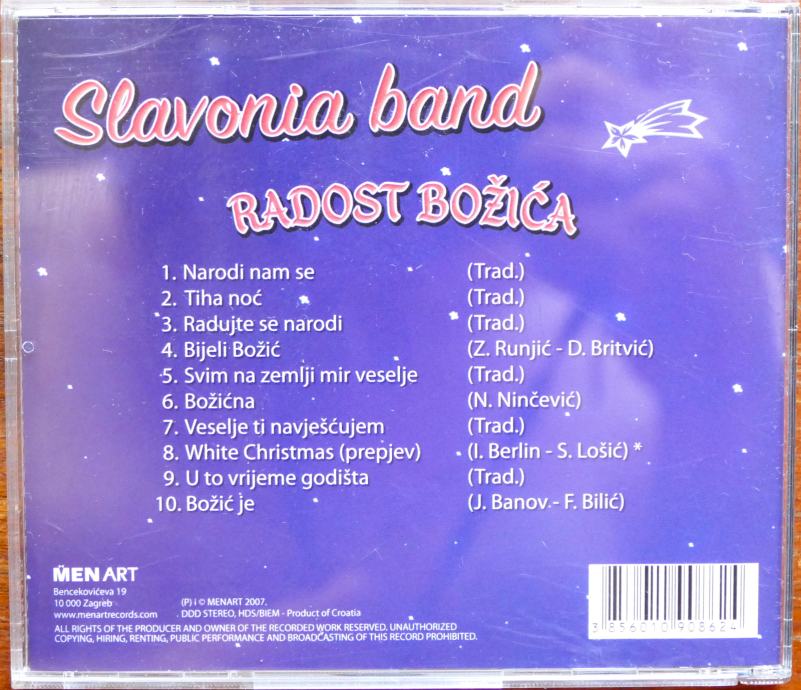 Slavonia band
RADOST BOŽIĆA
1. Narodi nam se (Trad.)
2. Tiha noć (Trad.)
3. Radujte se narodi (Trad.)
4. Bijeli Božić (Z. Runjić - D. Britvić)
5. Svim na zemlji mir veselje (Trad.)
6. Božićna (N. Ninčević)
7. Veselje ti navješćujem (Trad.)
8. White Christmas (prepjev) (I. Berlin - S. Lošić) *
9. U to vrijeme godišta (Trad.)
10. Božić je (J. Banov - F. Bilić)
MENART
Bencekovićeva 19
10 000 Zagreb
www.menartrecords.com
(P) i © MENART 2007.
DDD STEREO, HDS/BIEM - Product of Croatia
ALL RIGHTS OF THE PRODUCER AND OWNER OF THE RECORDED WORK RESERVED. UNAUTHORIZED
COPYING, HIRING, RENTING, PUBLIC PERFORMANCE AND BROADCASTING OF THIS RECORD PROHIBITED.
3 856010 908624